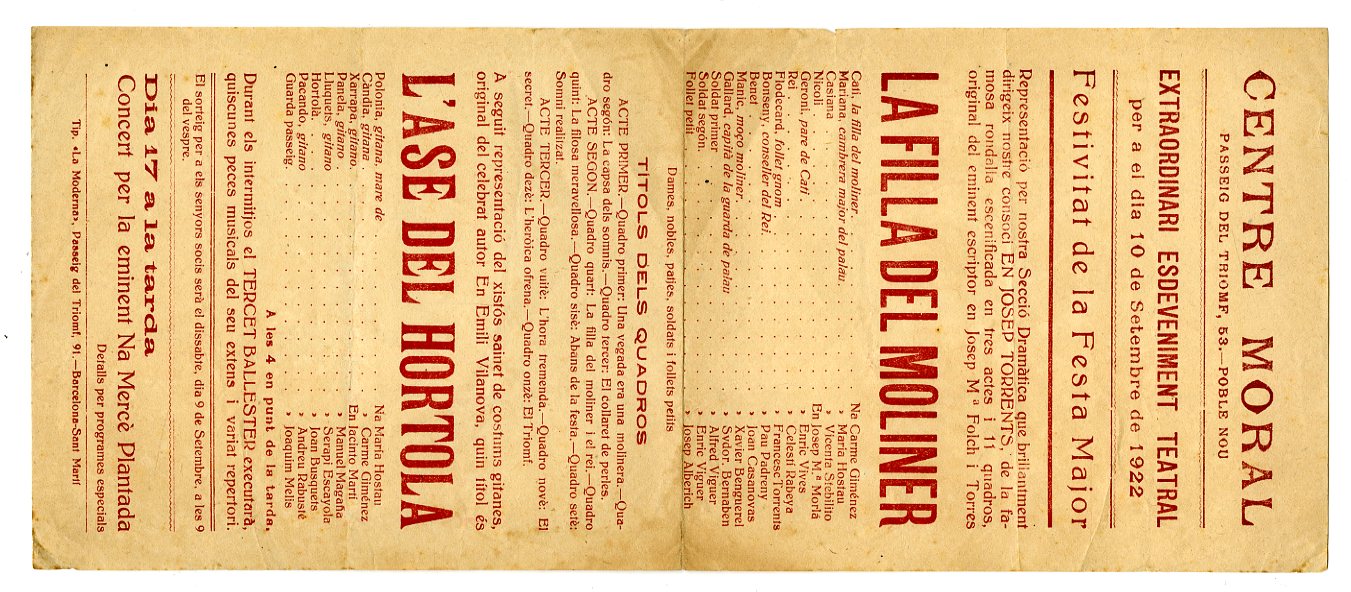 CENTRE MORAL
PASSEIG DEL TRIOMF, 53.—POBLE NOU
EXTRAORDINARI ESDEVENIMENT TEATRAL
per a el dia 10 de Setembre de 1922
Festivitat de la Festa Major
Representació per nostra Secció Dramàtica que brillantment
dirigeix nostre consoci EN JOSEP TORRENTS, de la fa-
mosa rondalla escenificada en tres actes i 11 quadros,
original del eminent escriptor en Josep Mª Folch i Torres
LA FILLA DEL MOLINER
Cati, la filla del moliner. . . . . . . . . . . Na Carme Giménez
Mariana, cambrera major del palau. . . . . . . . » Maria Hostau
Casiana . . . . . . . . . . . . . . . » Vicenta Stebilito
Nicoli . . . . . . . . . . . . . . . En Josep M.ª Morlá
Geroni, pare de Cati . . . . . . . . . . . . » Enric Vives
Rei . . . . . . . . . . . . . . . . » Celestí Rabeya
Flodecard, follet gnom . . . . . . . . . . . » Francesc Torrents
Bonseny, conseller del Rei. . . . . . . . . . » Pau Padreny
Benet . . . . . . . . . . . . . . . » Joan Casanovas
Manic, moço moliner. . . . . . . . . . . . » Xavier Benguerel
Gallard, capità de la guarda de palau . . . . . . » Svdor. Bernaben
Soldat primer . . . . . . . . . . . . . » Alfred Viguer
Soldat segón. . . . . . . . . . . . . . » Enric Viguer
Follet petit . . . . . . . . . . . . . . » Josep Alberich
Dames, nobles, patjes, soldats i follets petits
TÍTOLS DELS QUADROS
ACTE PRIMER.—Quadro primer: Una vegada era una molinera.—Qua-
dro segón: La capsa dels somnis.—Quadro tercer: El collaret de perles.
ACTE SEGON.—Quadro quart: La filla del moliner i el rei.—Quadro
quint: La filosa meravellosa.—Quadro sisè: Abans de la festa.—Quadro setè:
Somni realitzat.
ACTE TERCER.—Quadro vuitè: L'hora tremenda.—Quadro novè: El
secret.—Quadro dezè: L'heròica ofrena.—Quadro onzè: El Triomf.
A seguit representació del xistós sainet de costums gitanes,
original del celebrat autor En Emili Vilanova, quin títol és
L'ASE DEL HORTOLA
Polonia, gitana, mare de . . . . . . . . . Na Maria Hostau
Càndia, gitana . . . . . . . . . . . . » Carme Giménez
Xarrapa, gitano. . . . . . . . . . . . En Jacinto Martí
Panela, gitano . . . . . . . . . . . . » Manuel Magaña
Lluquets, gitano . . . . . . . . . . . » Serapi Escayola
Hortolà. . . . . . . . . . . . . . » Joan Busquets
Pacando, gitano . . . . . . . . . . . » Andreu Rabusté
Guarda passeig. . . . . . . . . . . . » Joaquim Melis
A les 4 en punt de la tarda.
Durant els intermitjos el TERCET BALLESTER executarà,
quiscunes peces musicals del seu extens i variat repertori.
El sorteig per a els senyors socis serà el dissabte, dia 9 de Setembre, a les 9
del vespre.
Dia 17 a la tarda
Concert per la eminent Na Mercè Plantada
Detalls per programes especials
Tip. «La Moderna», Passeig del Triomf, 91.—Barcelona-Sant Martí